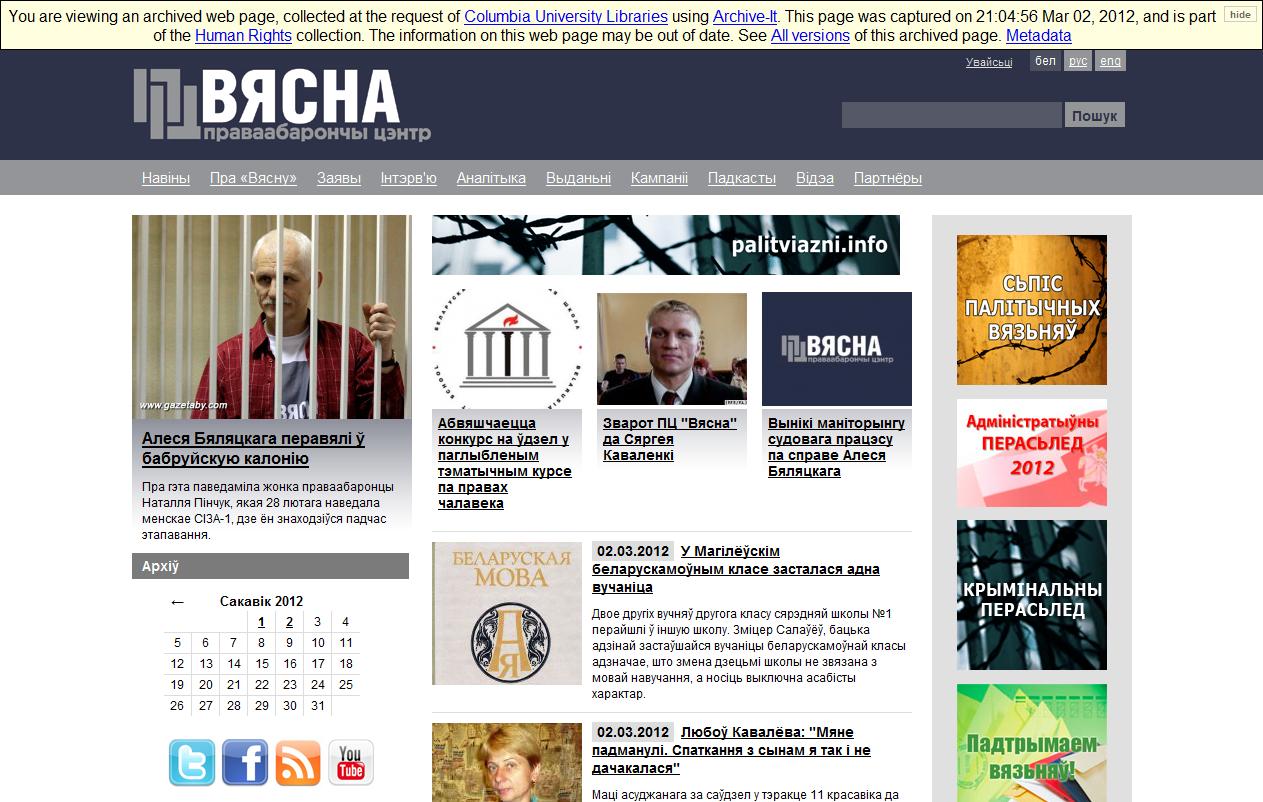 You are viewing an archived web page, collected at the request of Columbia University Libraries using Archive-It. This page was captured on 21:04:56 Mar 02, 2012, and is part
of the Human Rights collection. The information on this web page may be out of date. See All versions of this archived page. Metadata
hide
Увайсьці
бел
рус
eng
ВЯСНА
праваабарончы цэнтр
Пошук
Навіны
Пра «Вясну»
Заявы
Інтэрв'ю
Аналітыка
Выданьні
Кампаніі
Падкасты
Відэа
Партнёры
www.gazetaby.com
Алеся Бяляцкага перавялі ў
бабруйскую калонію
Пра гэта паведаміла жонка праваабаронцы
Наталля Пінчук, якая 28 лютага наведала
менскае СІЗА-1, дзе ён знаходзіўся падчас
этапавання.
Архіў
← Сакавік 2012
1 2 3 4
5 6 7 8 9 10 11
12 13 14 15 16 17 18
19 20 21 22 23 24 25
26 27 28 29 30 31
You
Tube
palitviazni.info
Абвяшчаецца
конкурс на ўдзел у
паглыбленым
тэматычным курсе
па правах
чалавека
Зварот ПЦ "Вясна"
да Сяргея
Каваленкі
ВЯСНА
праваабарончы цэнтр
Вынікі маніторынгу
судовага працэсу
па справе Алеся
Бяляцкага
БЕЛАРУСКАЯ
МОВА
А
Я
02.03.2012 У Магілёўскім
беларускамоўным класе засталася адна
вучаніца
Двое другіх вучняў другога класу сярэдняй школы №1
перайшлі ў іншую школу. Зміцер Салаўёў, бацька
адзінай застаўшайся вучаніцы беларускамоўнай класы
адзначае, што змена дзецьмі школы не звязана з
мовай навучання, а носіць выключна асабісты
характар.
02.03.2012 Любоў Кавалёва: "Мяне
падманулі. Спаткання з сынам я так і не
дачакалася"
Маці асуджанага за саўдзел у тэракце 11 красавіка да
СЬПІС
ПАЛІТЫЧНЫХ
ВЯЗЬНЯЎ
Адміністратыўны
ПЕРАСЬЛЕД
2012
КРЫМІНАЛЬНЫ
ПЕРАСЬЛЕД
Падтрымаем
вязьняў!